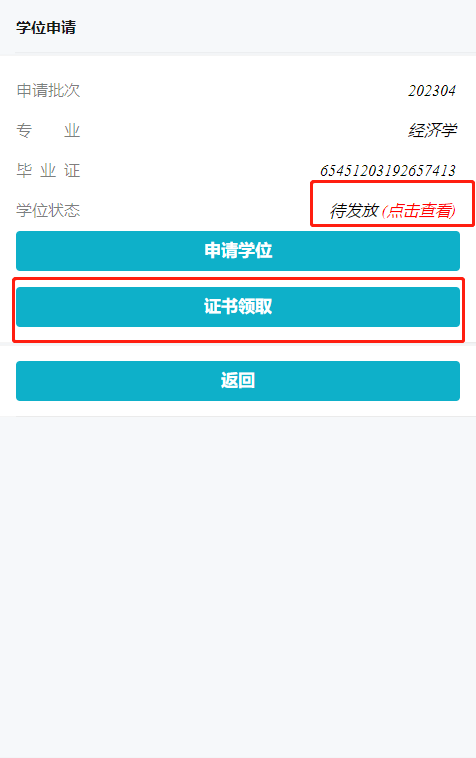 学位申请
申请批次 202304
专 业 经济学
毕 业 证 65451203192657413
学位状态 待发放 (点击查看)
申请学位
证书领取
返回